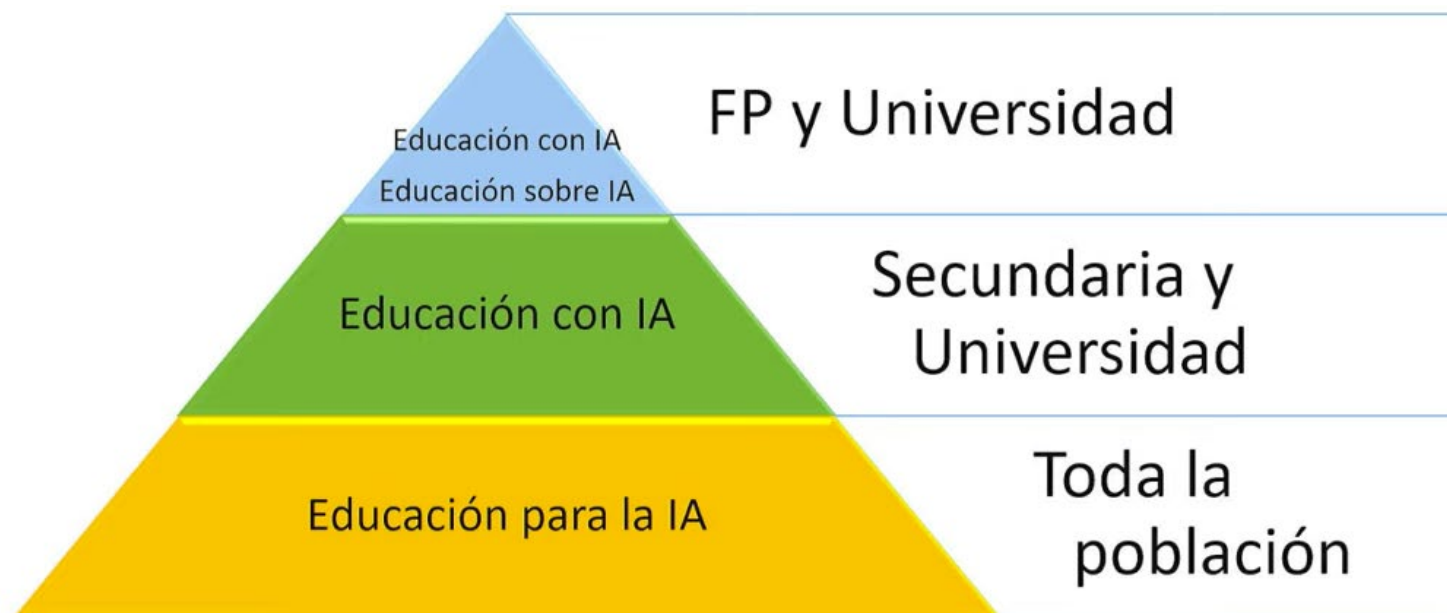 Educación con IA
Educación sobre IA
FP y Universidad
Educación con IA
Secundaria y
Universidad
Educación para la IA
Toda la
población